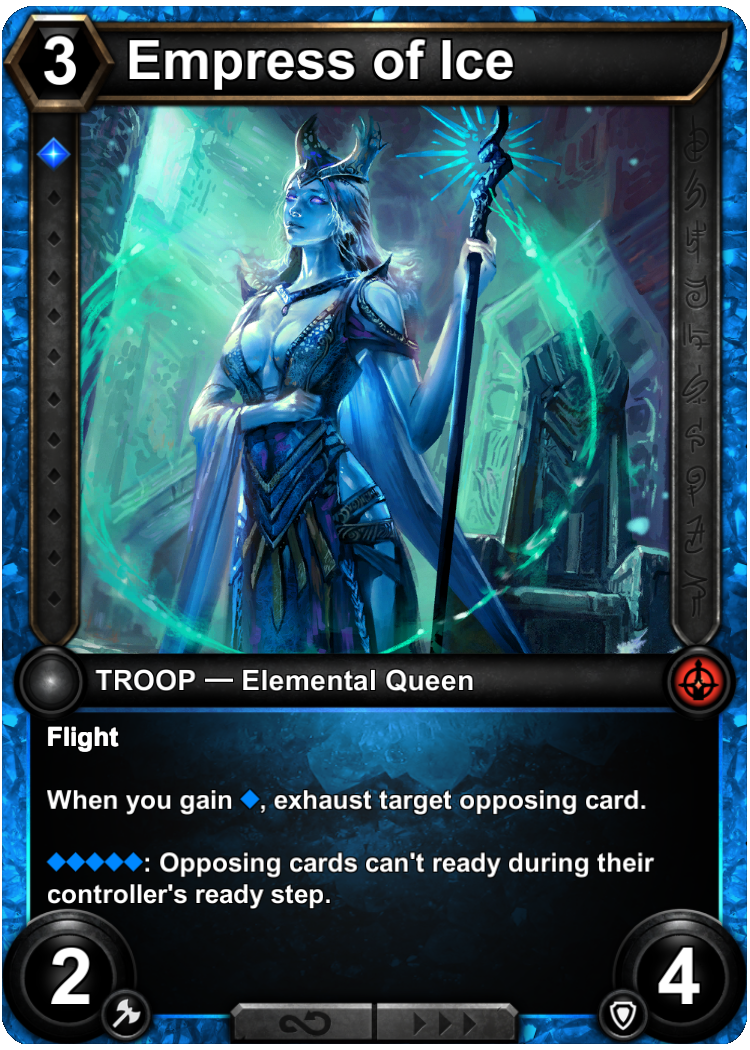 3 Empress of Ice
TROOP — Elemental Queen
Flight
When you gain ◆, exhaust target opposing card.
◆◆◆◆◆: Opposing cards can't ready during their
controller's ready step.
2 4